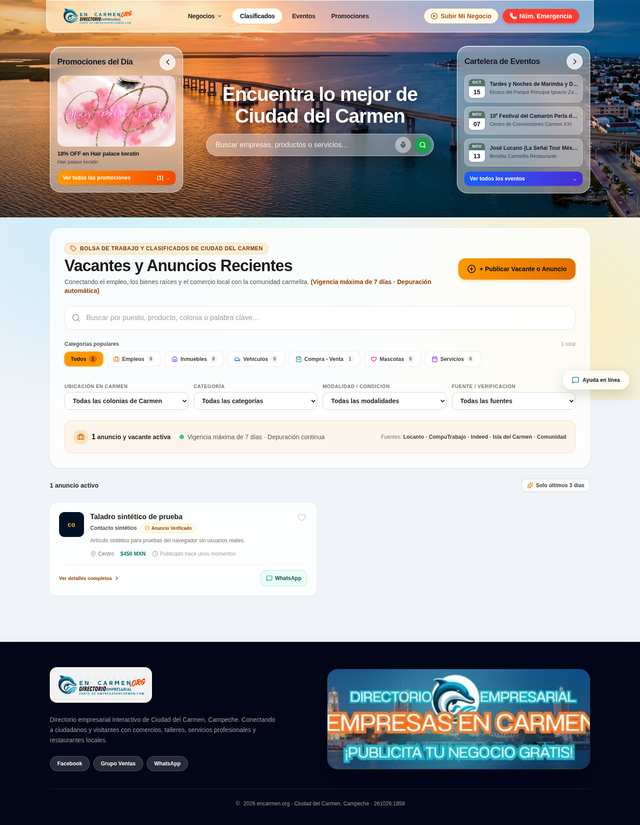 EN CARMEN.ORG
DIRECTORIO EMPRESARIAL
Negocios
Clasificados
Eventos
Promociones
Subir Mi Negocio
Núm. Emergencia
Promociones del Día
18% OFF en Hair palace keratin
Hair palace keratin
Ver todas las promociones (1) →
Encuentra lo mejor de
Ciudad del Carmen
Buscar empresas, productos o servicios...
Cartelera de Eventos
15
Tardes y Noches de Marimba y D...
Kiosco del Parque Principal Ignacio Za...
NOV
07
10º Festival del Camarón Perla d...
Centro de Convenciones Carmen XXI
NOV
13
José Lucano (La Señal Tour Méx...
Ver todos los eventos →
BOLSA DE TRABAJO Y CLASIFICADOS DE CIUDAD DEL CARMEN
Vacantes y Anuncios Recientes
Conectando el empleo, los bienes raíces y el comercio local con la comunidad carmelita. (Vigencia máxima de 7 días · Depuración
automática)
+ Publicar Vacante o Anuncio
Buscar por puesto, producto, colonia o palabra clave...
Categorías populares
1 total
Todos 1
Empleos 0
Inmuebles 0
Vehículos 0
Compra - Venta 1
Mascotas 0
Servicios 0
Ayuda en línea
UBICACIÓN EN CARMEN
CATEGORÍA
MODALIDAD / CONDICIÓN
FUENTE / VERIFICACIÓN
Todas las colonias de Carmen
Todas las categorías
Todas las modalidades
Todas las fuentes
1 anuncio y vacante activa
Vigencia máxima de 7 días · Depuración continua
Fuentes: Locanto · CompuTrabajo · Indeed · Isla del Carmen · Comunidad
1 anuncio activo
Solo últimos 3 días
CO
Taladro sintético de prueba
Contacto sintético
Anuncio Verificado
Artículo sintético para pruebas del navegador sin usuarios reales.
Centro
$450 MXN
Publicado hace unos momentos
Ver detalles completos
WhatsApp
EN CARMEN.ORG
DIRECTORIO EMPRESARIAL
Directorio empresarial interactivo de Ciudad del Carmen, Campeche. Conectando
a ciudadanos y visitantes con comercios, talleres, servicios profesionales y
restaurantes locales.
Facebook
Grupo Ventas
WhatsApp
DIRECTORIO EMPRESARIAL
EMPRESAS EN CARMEN
¡PUBLICITA TU NEGOCIO GRATIS!
© 2026 encarmen.org · Ciudad del Carmen, Campeche · 261029.1858